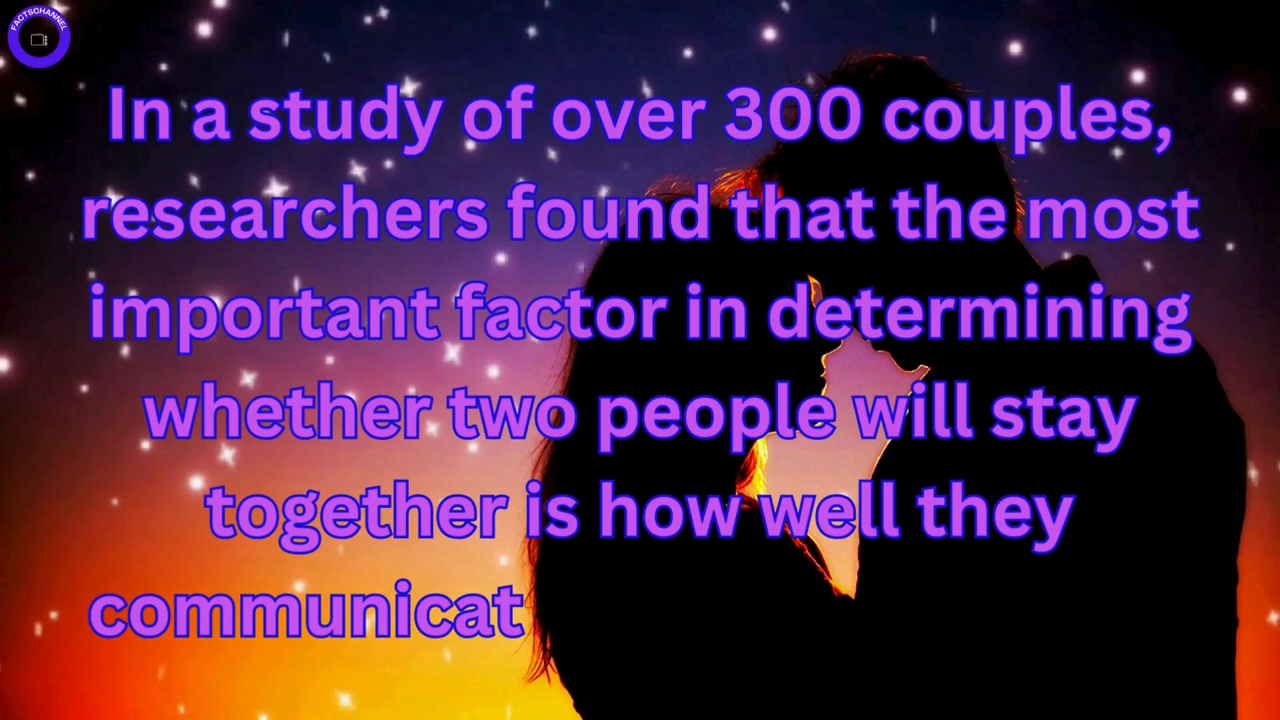 FACTSCHANNEL
In a study of over 300 couples,
researchers found that the most
important factor in determining
whether two people will stay
together is how well they
communicat